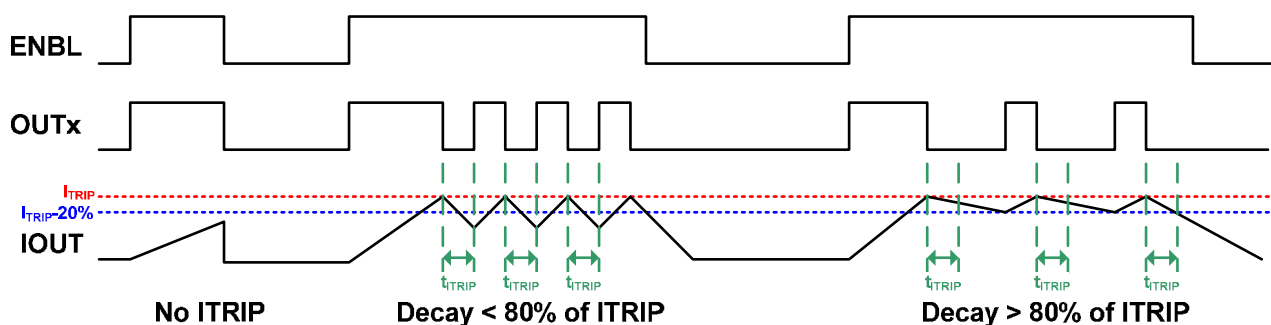 ENBL
OUTx
ITRIP
ITRIP-20%
IOUT
tITRIP tITRIP tITRIP tITRIP tITRIP tITRIP
No ITRIP Decay < 80% of ITRIP Decay > 80% of ITRIP